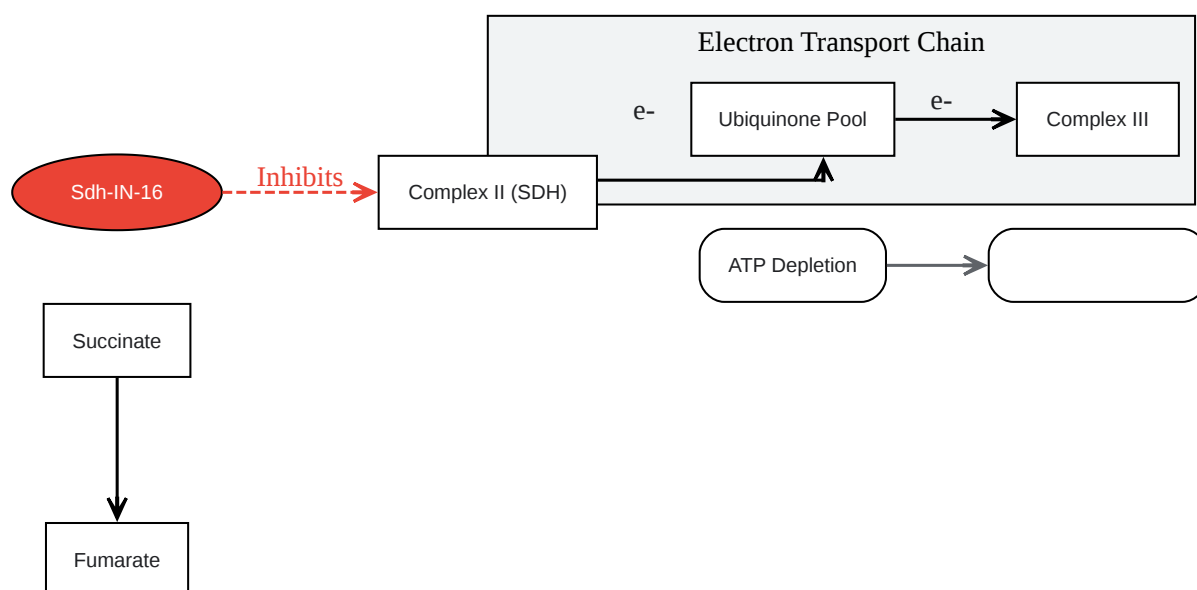 Electron Transport Chain
e-
Ubiquinone Pool
e-
Complex III
Sdh-IN-16
Inhibits
Complex II (SDH)
ATP Depletion
Succinate
Fumarate